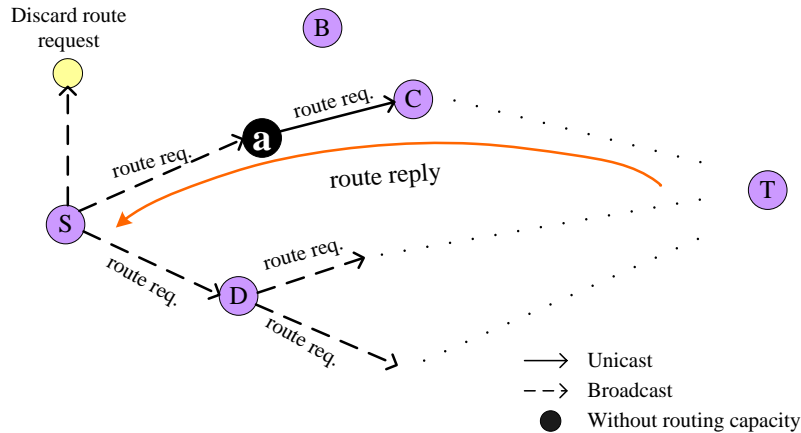 Discard route
request
B
C
route req.
a
route req.
route reply
T
S
route req.
route req.
D
route req.
Unicast
Broadcast
Without routing capacity